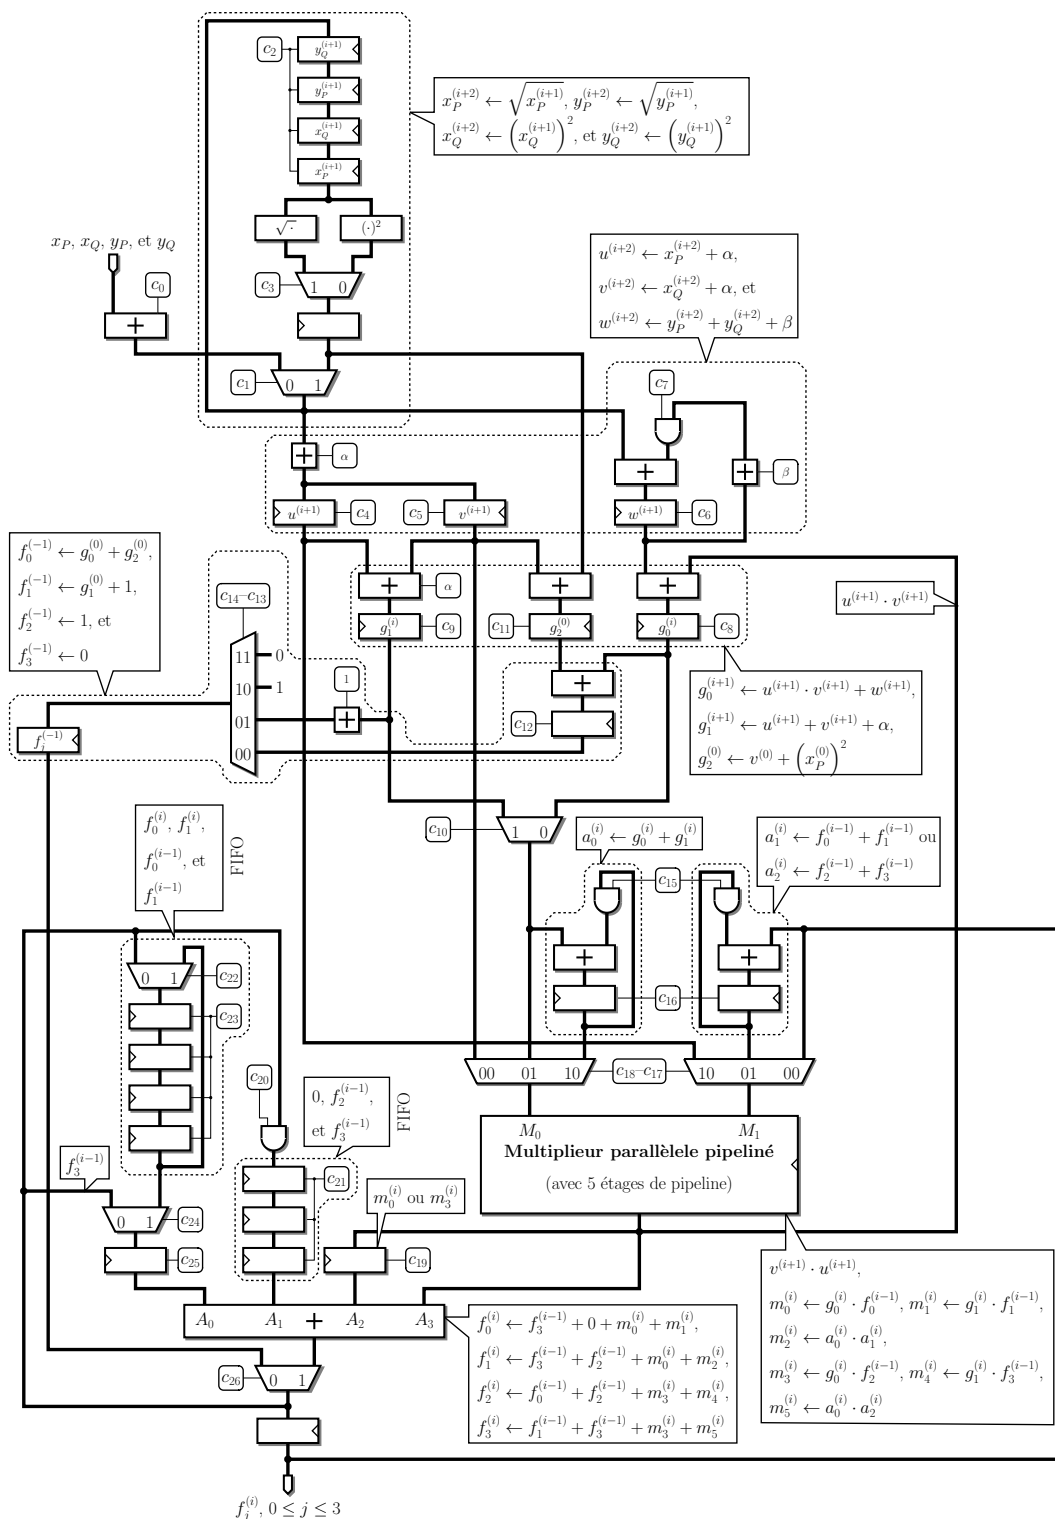 c_2
y_Q^{(i+1)}
y_P^{(i+1)}
x_Q^{(i+1)}
x_P^{(i+1)}
x_P^{(i+2)} ← √x_P^{(i+1)}, y_P^{(i+2)} ← √y_P^{(i+1)},
x_Q^{(i+2)} ← (x_Q^{(i+1)})^2, et y_Q^{(i+2)} ← (y_Q^{(i+1)})^2
√· (·)^2
x_P, x_Q, y_P, et y_Q
c_0
+
c_3 1 0
c_1 0 1
u^{(i+2)} ← x_P^{(i+2)} + α,
v^{(i+2)} ← x_Q^{(i+2)} + α, et
w^{(i+2)} ← y_P^{(i+2)} + y_Q^{(i+2)} + β
c_7
+ α
+ + β
u^{(i+1)} c_4 c_5 v^{(i+1)} w^{(i+1)} c_6
f_0^{(-1)} ← g_0^{(0)} + g_2^{(0)},
f_1^{(-1)} ← g_1^{(0)} + 1,
f_2^{(-1)} ← 1, et
f_3^{(-1)} ← 0
c_14–c_13
+ α + +
g_1^{(i)} c_9 c_11 g_2^{(0)} g_0^{(i)} c_8
u^{(i+1)} · v^{(i+1)}
11 0
10 1
01
00
1
+
+
c_12
f_j^{(-1)}
g_0^{(i+1)} ← u^{(i+1)} · v^{(i+1)} + w^{(i+1)},
g_1^{(i+1)} ← u^{(i+1)} + v^{(i+1)} + α,
g_2^{(0)} ← v^{(0)} + (x_P^{(0)})^2
c_10 1 0
f_0^{(i)}, f_1^{(i)},
f_0^{(i-1)}, et
f_1^{(i-1)}
FIFO
a_0^{(i)} ← g_0^{(i)} + g_1^{(i)}
a_1^{(i)} ← f_0^{(i-1)} + f_1^{(i-1)} ou
a_2^{(i)} ← f_2^{(i-1)} + f_3^{(i-1)}
c_15
+ +
c_16
0 1 c_22
c_23
00 01 10 c_18–c_17 10 01 00
c_20
0, f_2^{(i-1)},
et f_3^{(i-1)}
FIFO
M_0 M_1
Multiplieur parallèle pipeliné
(avec 5 étages de pipeline)
f_3^{(i-1)}
c_21
m_0^{(i)} ou m_3^{(i)}
0 1 c_24
c_25
c_19
v^{(i+1)} · u^{(i+1)},
m_0^{(i)} ← g_0^{(i)} · f_0^{(i-1)}, m_1^{(i)} ← g_1^{(i)} · f_1^{(i-1)},
m_2^{(i)} ← a_0^{(i)} · a_1^{(i)},
m_3^{(i)} ← g_0^{(i)} · f_2^{(i-1)}, m_4^{(i)} ← g_1^{(i)} · f_3^{(i-1)},
m_5^{(i)} ← a_0^{(i)} · a_2^{(i)}
A_0 A_1 + A_2 A_3
f_0^{(i)} ← f_3^{(i-1)} + 0 + m_0^{(i)} + m_1^{(i)},
f_1^{(i)} ← f_3^{(i-1)} + f_2^{(i-1)} + m_0^{(i)} + m_2^{(i)},
f_2^{(i)} ← f_0^{(i-1)} + f_2^{(i-1)} + m_3^{(i)} + m_4^{(i)},
f_3^{(i)} ← f_1^{(i-1)} + f_3^{(i-1)} + m_3^{(i)} + m_5^{(i)}
c_26 0 1
f_j^{(i)}, 0 ≤ j ≤ 3